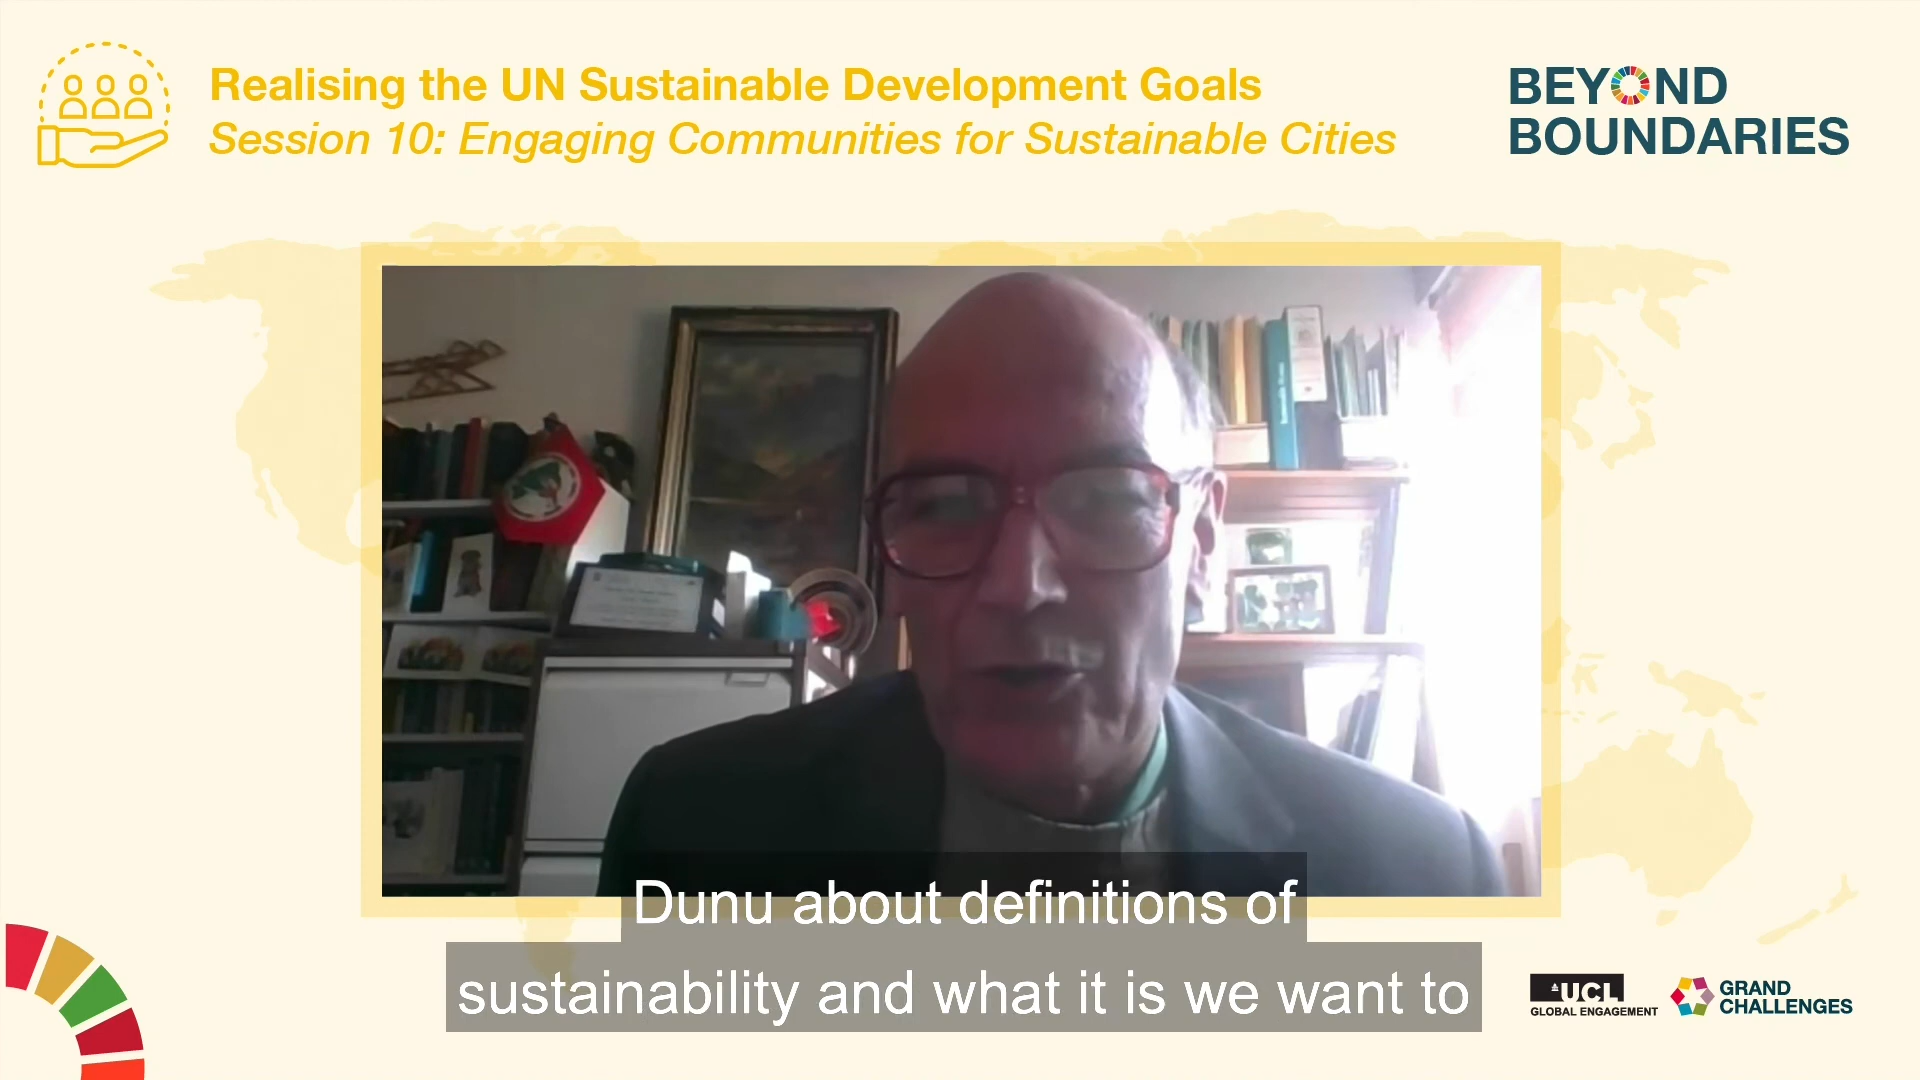 Realising the UN Sustainable Development Goals
Session 10: Engaging Communities for Sustainable Cities
BEYOND
BOUNDARIES
Dunu about definitions of
sustainability and what it is we want to
UCL
GLOBAL ENGAGEMENT
GRAND
CHALLENGES